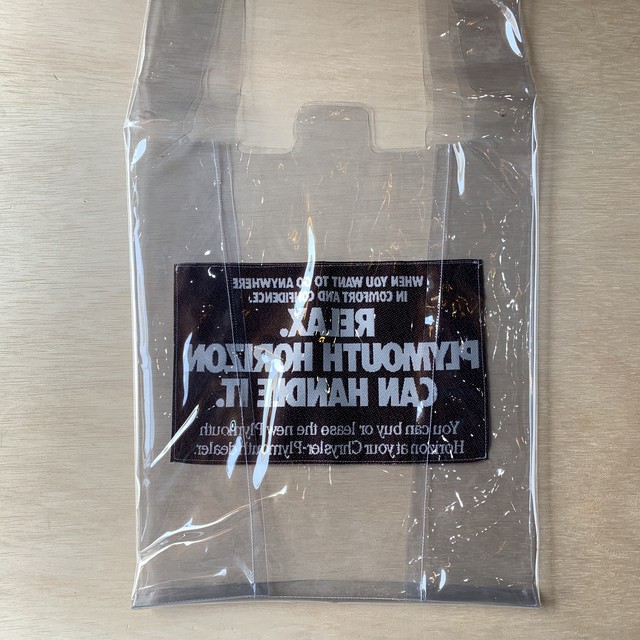 WHEN YOU WANT TO GO ANYWHERE
IN COMFORT AND CONFIDENCE.
RELAX.
PLYMOUTH HORIZON
CAN HANDLE IT.
You can buy or lease the new Plymouth
Horizon at your Chrysler-Plymouth dealer.